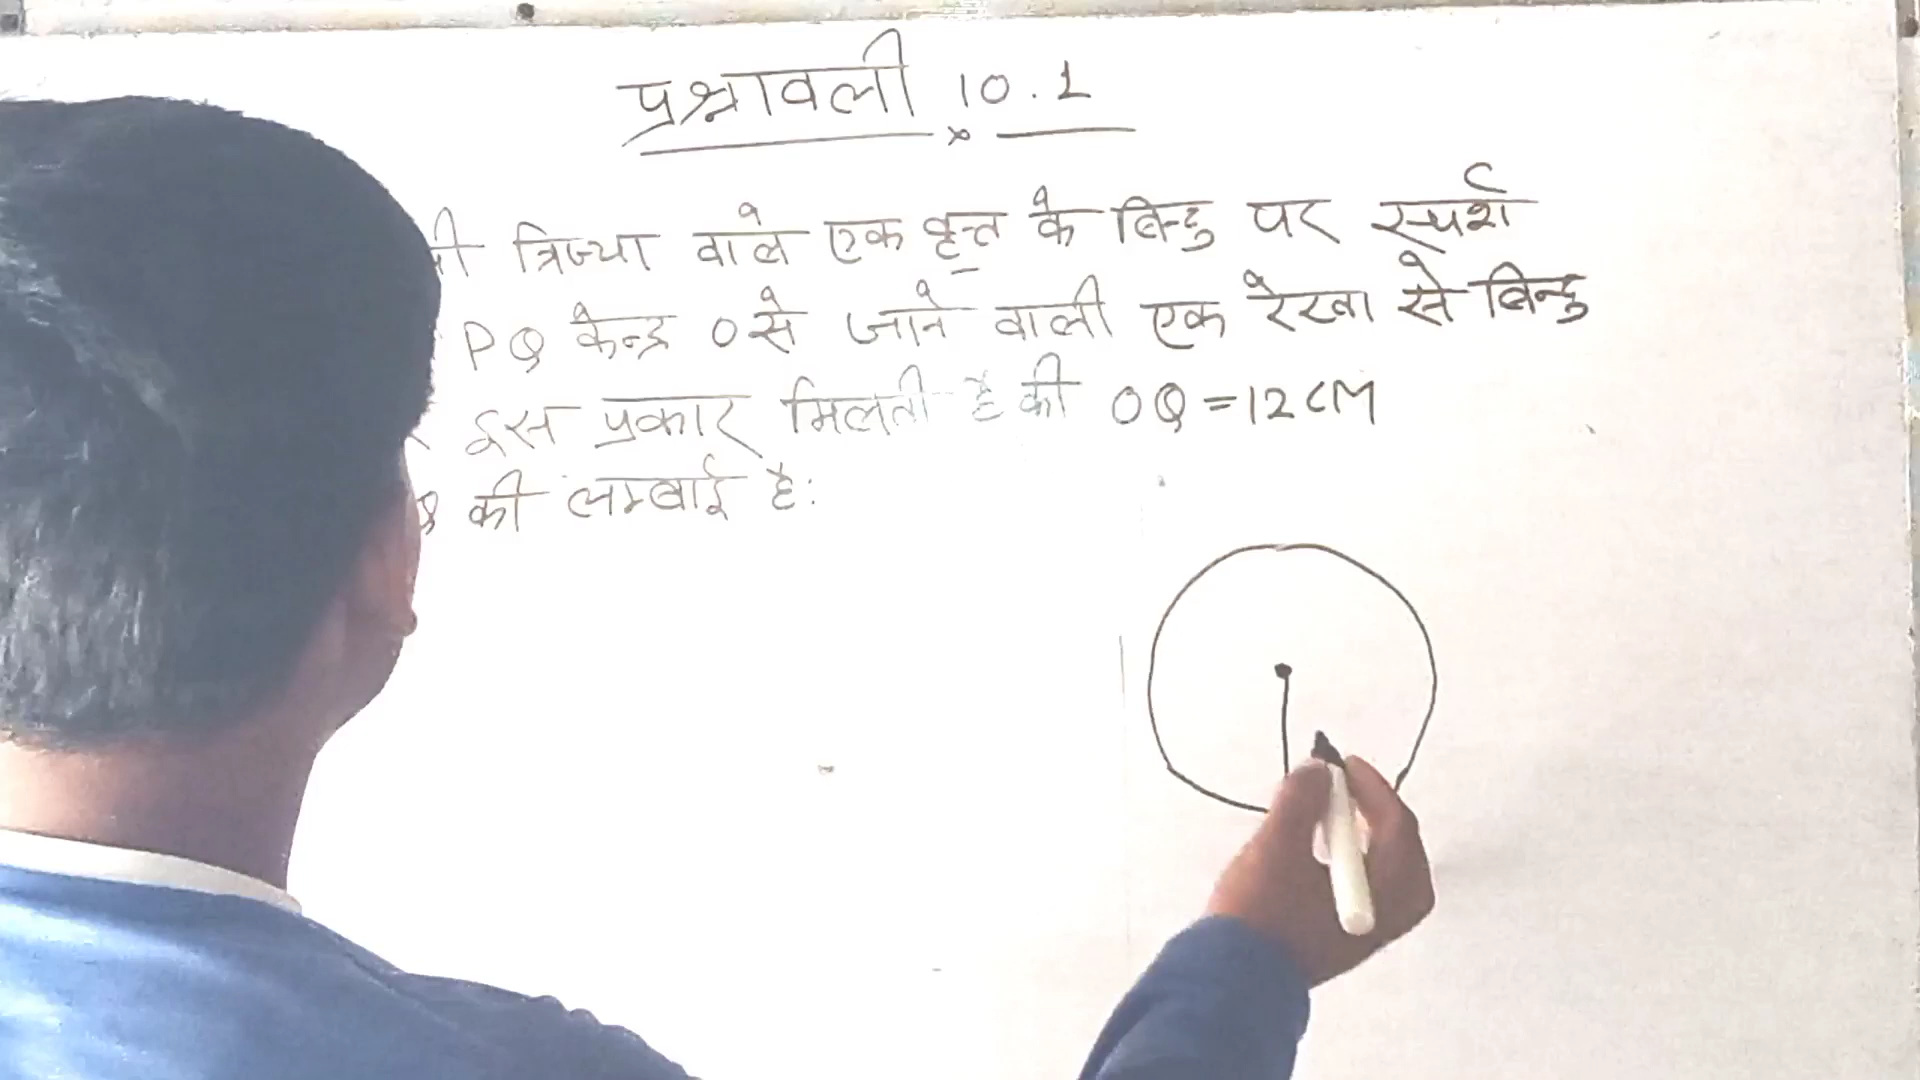 प्रश्नावली 10.1
त्रिज्या वाले एक वृत्त के बिन्दु पर स्पर्श
PQ केन्द्र O से जाने वाली एक रेखा से बिन्दु
इस प्रकार मिलती है की OQ = 12 CM
Q की लम्बाई है: